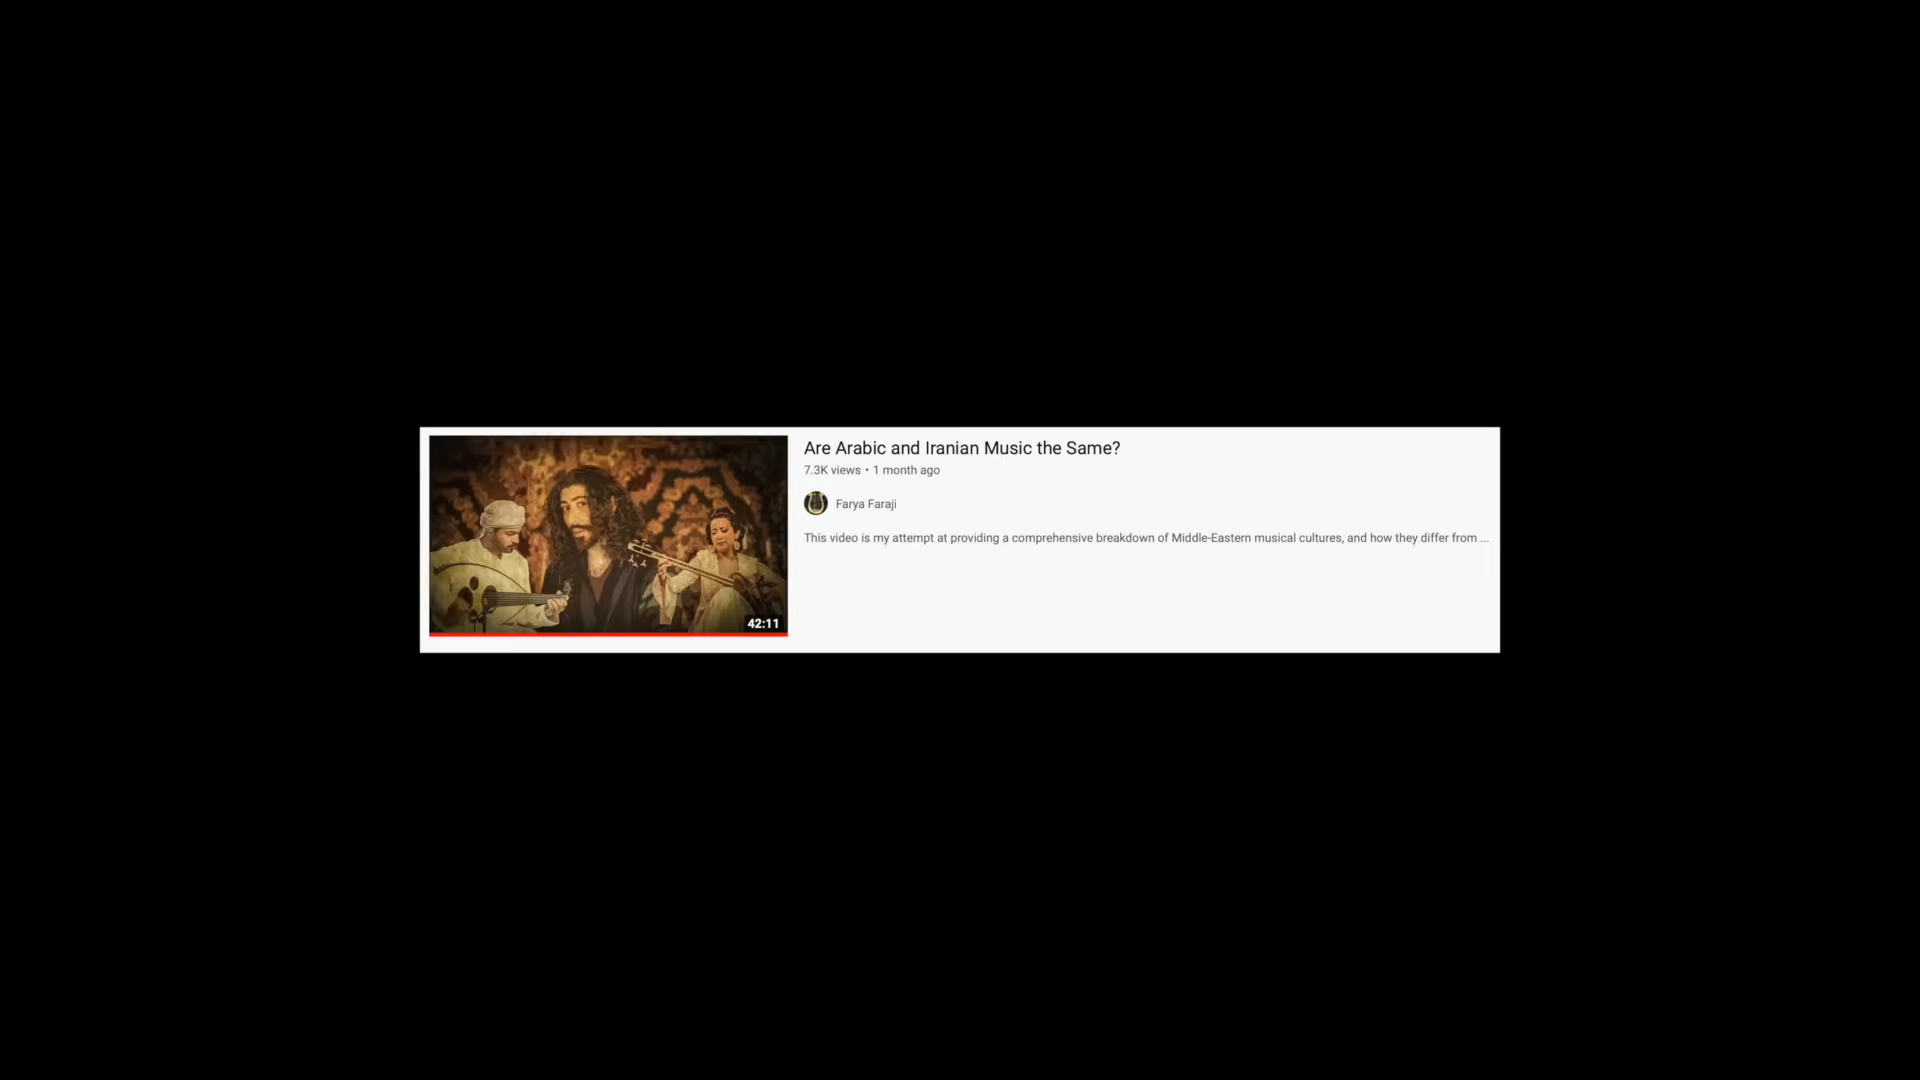 Are Arabic and Iranian Music the Same?
7.3K views • 1 month ago
Farya Faraji
This video is my attempt at providing a comprehensive breakdown of Middle-Eastern musical cultures, and how they differ from ...
42:11